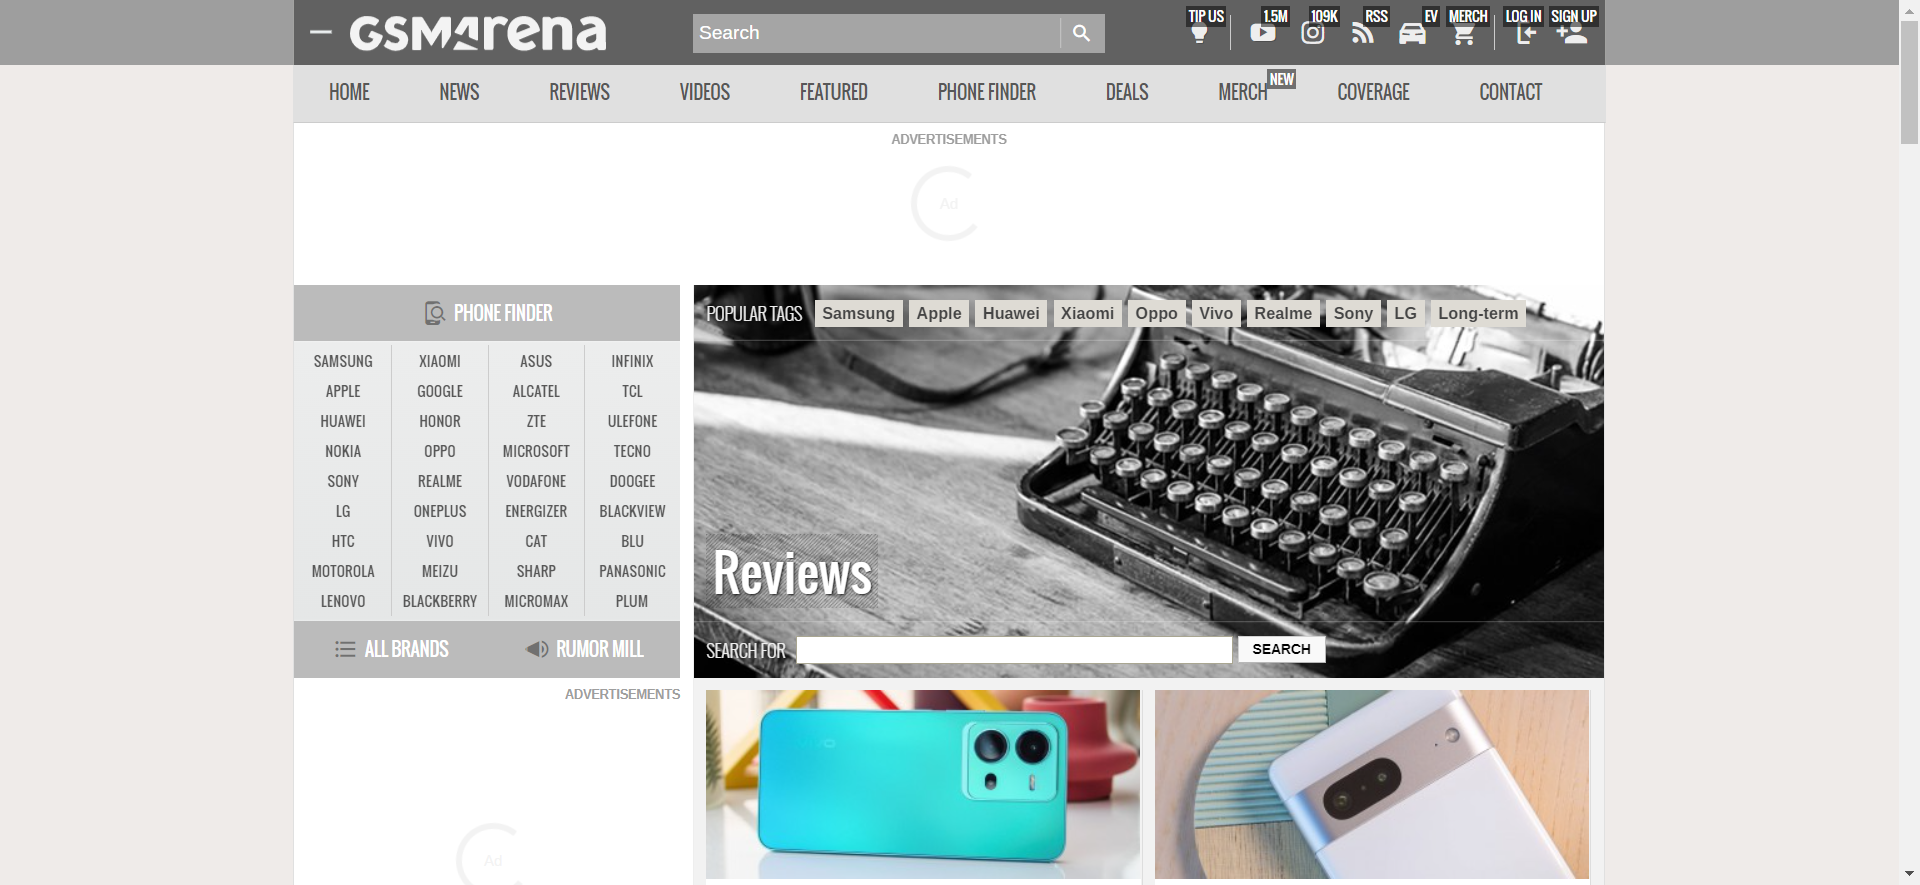 GSMArena
Search
TIP US
1.5M
109K
RSS
EV
MERCH
LOG IN
SIGN UP
HOME
NEWS
REVIEWS
VIDEOS
FEATURED
PHONE FINDER
DEALS
MERCH
NEW
COVERAGE
CONTACT
ADVERTISEMENTS
Ad
PHONE FINDER
SAMSUNG XIAOMI ASUS INFINIX
APPLE GOOGLE ALCATEL TCL
HUAWEI HONOR ZTE ULEFONE
NOKIA OPPO MICROSOFT TECNO
SONY REALME VODAFONE DOOGEE
LG ONEPLUS ENERGIZER BLACKVIEW
HTC VIVO CAT BLU
MOTOROLA MEIZU SHARP PANASONIC
LENOVO BLACKBERRY MICROMAX PLUM
ALL BRANDS RUMOR MILL
ADVERTISEMENTS
Ad
POPULAR TAGS Samsung Apple Huawei Xiaomi Oppo Vivo Realme Sony LG Long-term
Reviews
SEARCH FOR SEARCH